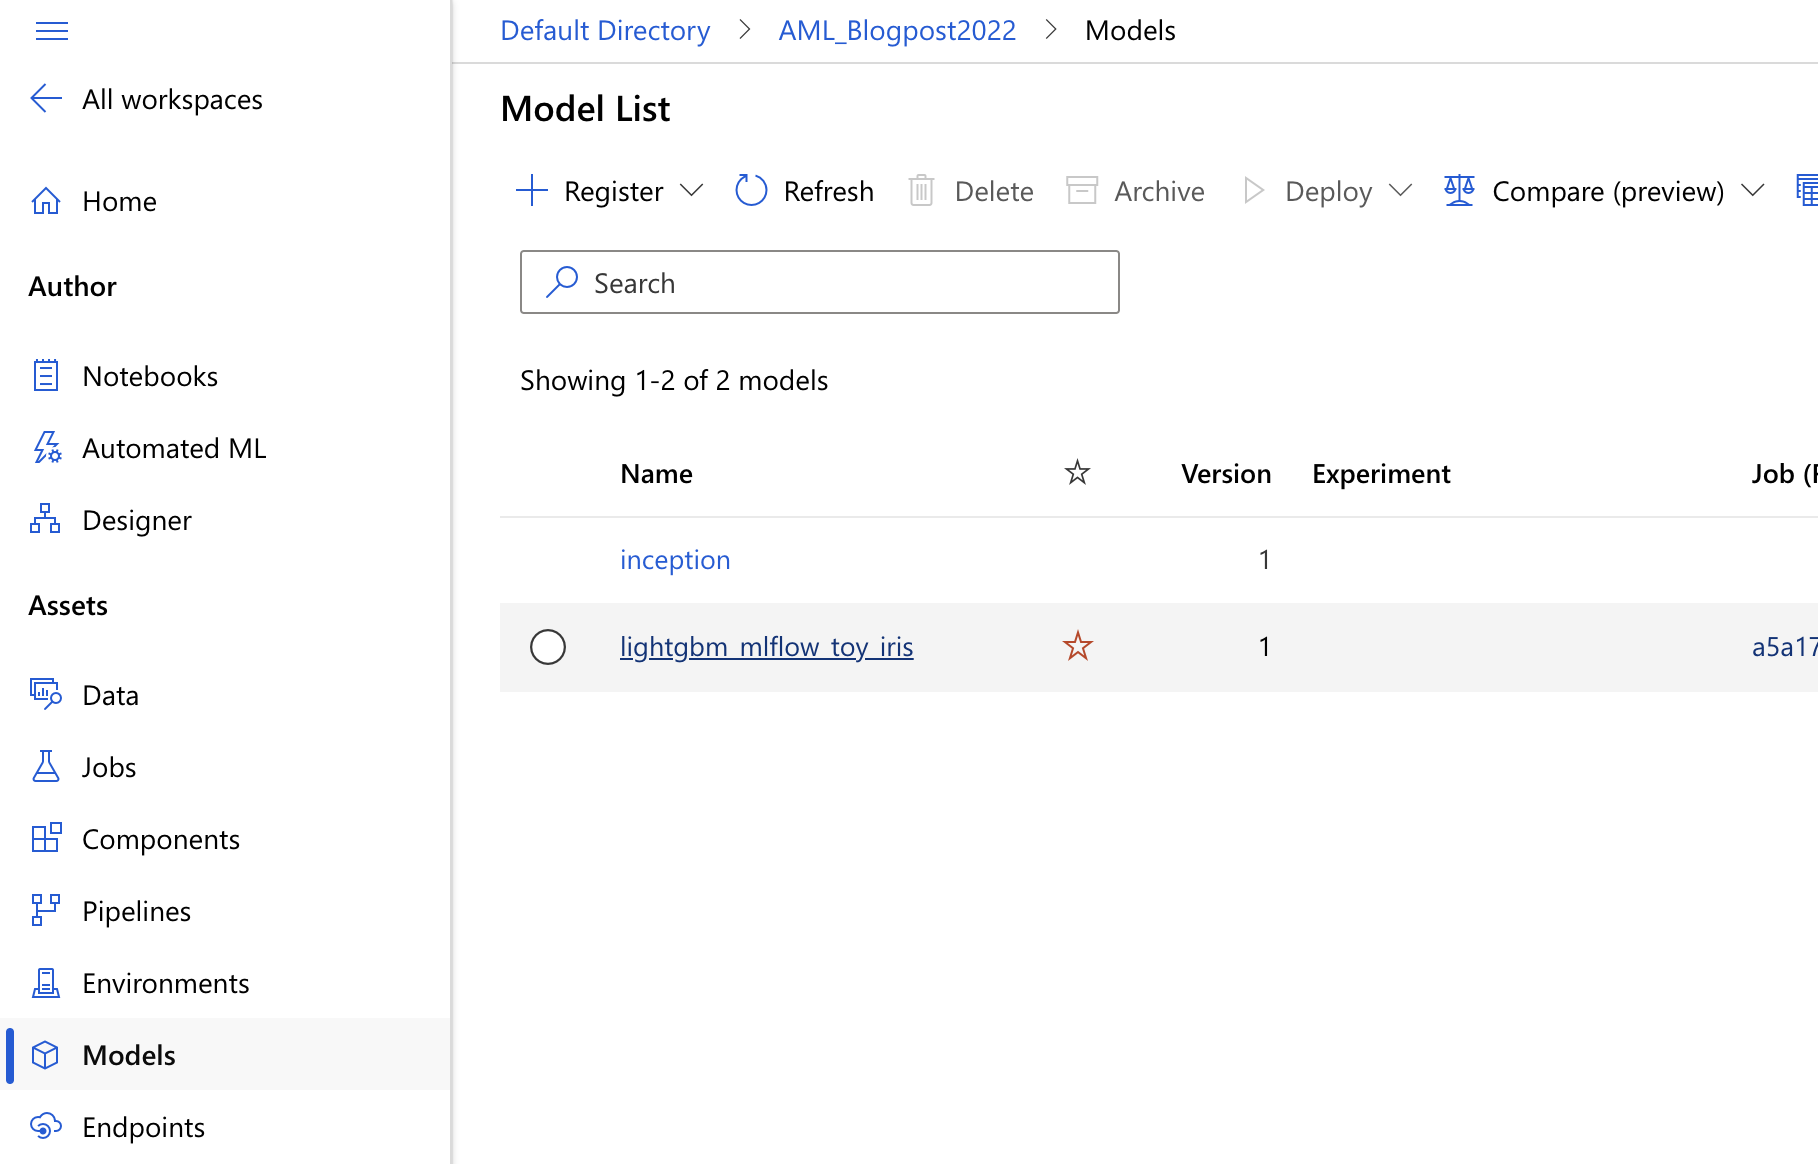 All workspaces
Home
Author
Notebooks
Automated ML
Designer
Assets
Data
Jobs
Components
Pipelines
Environments
Models
Endpoints
Default Directory > AML_Blogpost2022 > Models
Model List
Register Refresh Delete Archive Deploy Compare (preview)
Search
Showing 1-2 of 2 models
Name Version Experiment Job (
inception 1
lightgbm_mlflow_toy_iris 1 a5a17